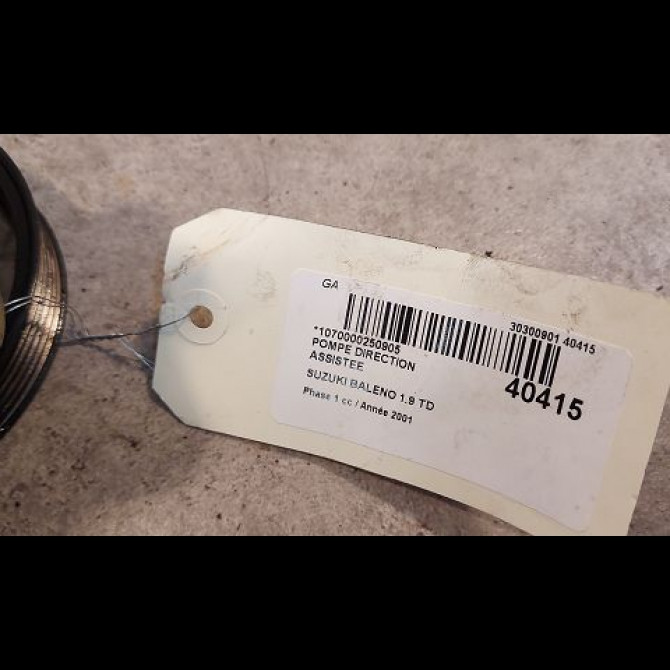 GA
30300901 40415
*1070000250905
POMPE DIRECTION
ASSISTEE
40415
SUZUKI BALENO 1.9 TD
Phase 1 cc / Année 2001